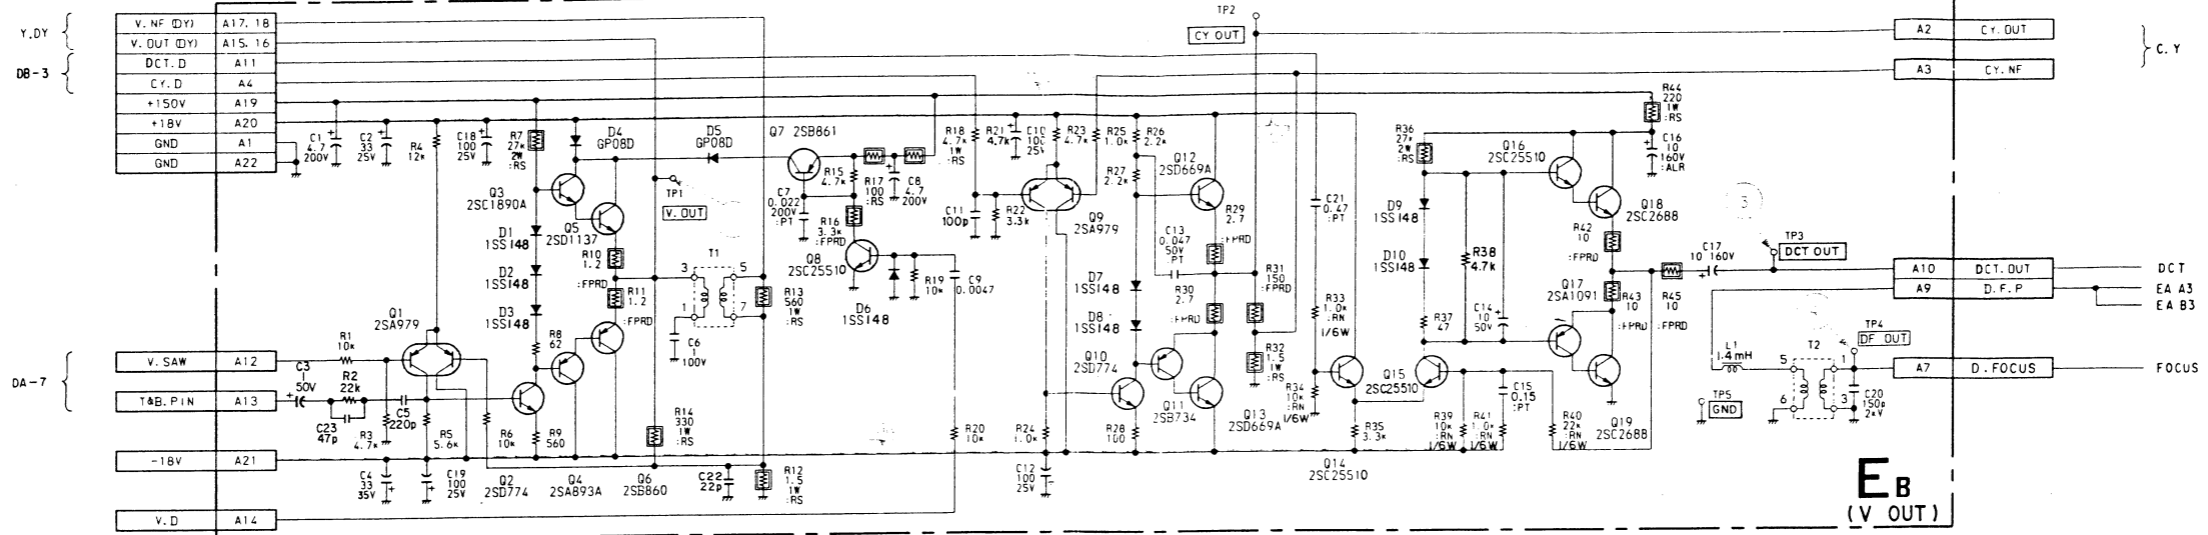 Y.DY
DB-3
DA-7
V. NF (DY) A17, 18
V. OUT (DY) A15, 16
DCT. D A11
CY. D A4
+150V A19
+18V A20
GND A1
GND A22
V. SAW A12
T&B. PIN A13
-18V A21
V. D A14
C1 4.7 200V
C2 33 25V
R4 12k
C18 100 25V
R7 27k 2W :RS
D4 GP08D
D5 GP08D
Q7 2SB861
Q3 2SC1890A
Q5 2SD1137
D1 1SS148
D2 1SS148
D3 1SS148
R10 1.2 :FPRD
R11 1.2 :FPRD
TP1
V. OUT
T1
3 5
1 7
C6 1 100V
R13 560 1W :RS
R14 330 1W :RS
R12 1.5 1W :RS
C22 22p
R8 62
R9 560
Q1 2SA979
R1 10k
R2 22k
C3 1 50V
C23 47p
C5 220p
R3 4.7k
R5 5.6k
R6 10k
C4 33 35V
C19 100 25V
Q2 2SD774
Q4 2SA893A
Q6 2SB860
C7 0.022 200V :PT
R15 4.7k
R17 100 :RS
C8 4.7 200V
R16 3.3k :FPRD
Q8 2SC2551O
D6 1SS148
R19 10k
C9 0.0047
R20 10k
R18 4.7k
R21 4.7k
C10 100 25V
R23 4.7k
R25 1.0k
R26 2.2k
R27 2.2k
C11 100p
R22 3.3k
Q9 2SA979
Q12 2SD669A
R29 2.7 :FPRD
C13 0.047 50V :PT
R30 2.7 :FPRD
D7 1SS148
D8 1SS148
Q10 2SD774
Q11 2SB734
Q13 2SD669A
R24 1.0k
C12 100 25V
R28 100
R31 150 :FPRD
R32 1.5 1W :RS
TP2
CY OUT
C21 0.47 :PT
R33 1.0k :RN 1/6W
R34 10k :RN 1/6W
Q14 2SC2551O
R35 3.3k
Q15 2SC2551O
R36 27k 2W :RS
D9 1SS148
D10 1SS148
R37 47
R38 4.7k
C14 10 50V
C15 0.15 :PT
R39 10k :RN 1/6W
R41 1.0k :RN 1/6W
R40 22k :RN 1/6W
Q16 2SC2551O
Q18 2SC2688
Q17 2SA1091
Q19 2SC2688
R42 10 :FPRD
R43 10 :FPRD
R45 10 :FPRD
R44 220 1W :RS
C16 10 160V :ALR
C17 10 160V
3
TP3
DCT OUT
TP4
DF OUT
L1 1.4mH
T2
5 1
6 3
C20 150p 2kV
TP5
GND
A2 CY. OUT
A3 CY. NF
C.Y
A10 DCT. OUT DCT
A9 D. F. P EA A3
EA B3
A7 D. FOCUS FOCUS
EB
(V OUT)